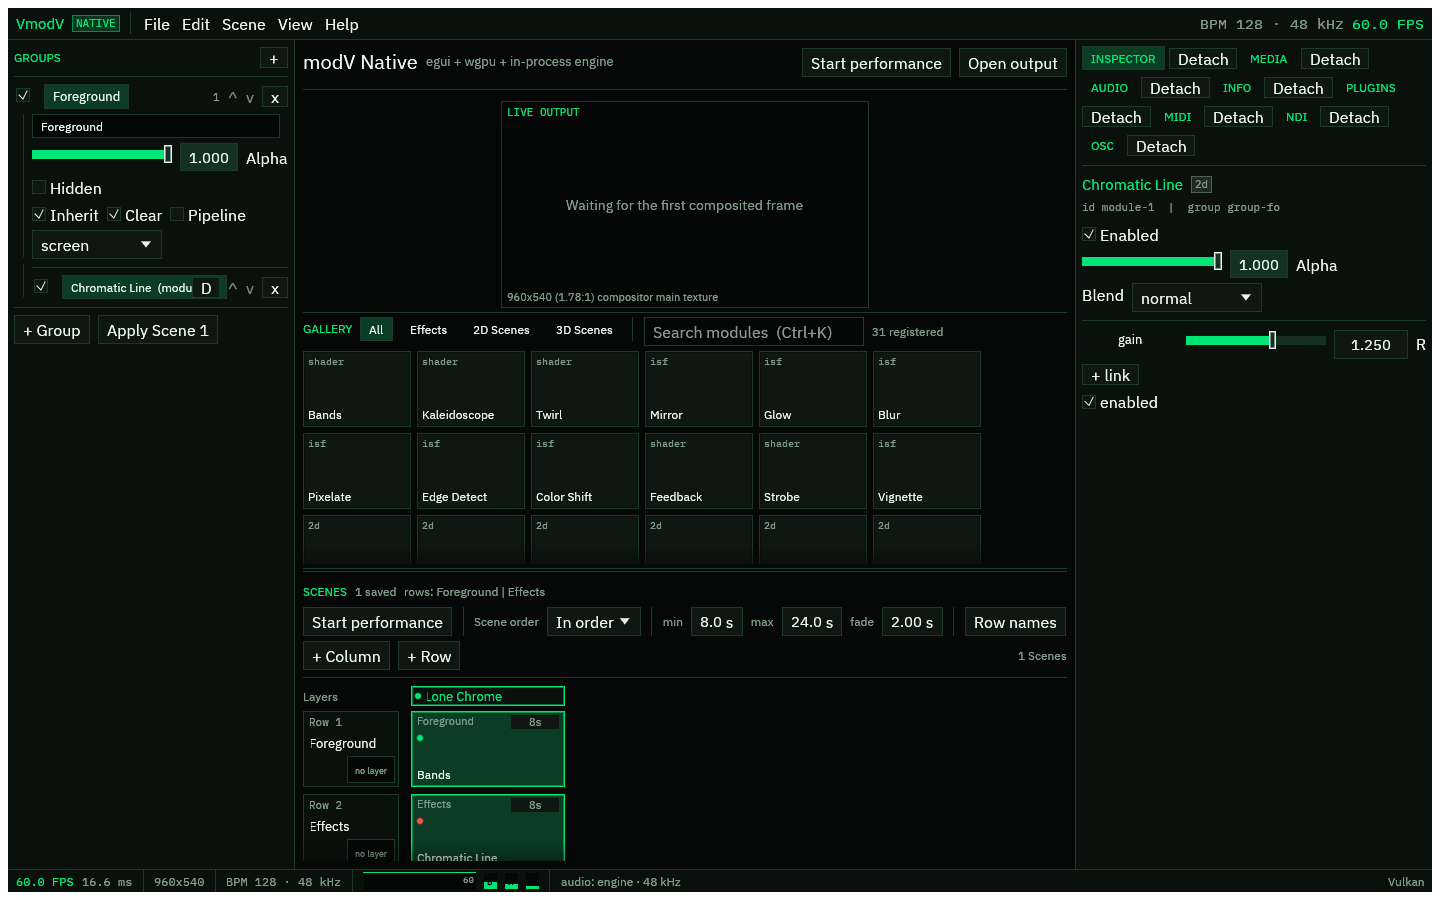 VmodV NATIVE File Edit Scene View Help BPM 128 · 48 kHz 60.0 FPS
GROUPS +
Foreground 1 ^ v x
Foreground
1.000 Alpha
Hidden
Inherit Clear Pipeline
screen
Chromatic Line (modu D ^ v x
+ Group Apply Scene 1
modV Native egui + wgpu + in-process engine Start performance Open output
LIVE OUTPUT
Waiting for the first composited frame
960x540 (1.78:1) compositor main texture
GALLERY All Effects 2D Scenes 3D Scenes Search modules (Ctrl+K) 31 registered
shader shader shader isf isf isf
Bands Kaleidoscope Twirl Mirror Glow Blur
isf isf isf shader shader isf
Pixelate Edge Detect Color Shift Feedback Strobe Vignette
2d 2d 2d 2d 2d 2d
SCENES 1 saved rows: Foreground | Effects
Start performance Scene order In order min 8.0 s max 24.0 s fade 2.00 s Row names
+ Column + Row 1 Scenes
Layers Lone Chrome
Row 1 Foreground 8s
Foreground
no layer Bands
Row 2 Effects 8s
Effects
no layer Chromatic Line
INSPECTOR Detach MEDIA Detach
AUDIO Detach INFO Detach PLUGINS
Detach MIDI Detach NDI Detach
OSC Detach
Chromatic Line 2d
id module-1 | group group-fo
Enabled
1.000 Alpha
Blend normal
gain 1.250 R
+ link
enabled
60.0 FPS 16.6 ms 960x540 BPM 128 · 48 kHz 60 audio: engine · 48 kHz Vulkan